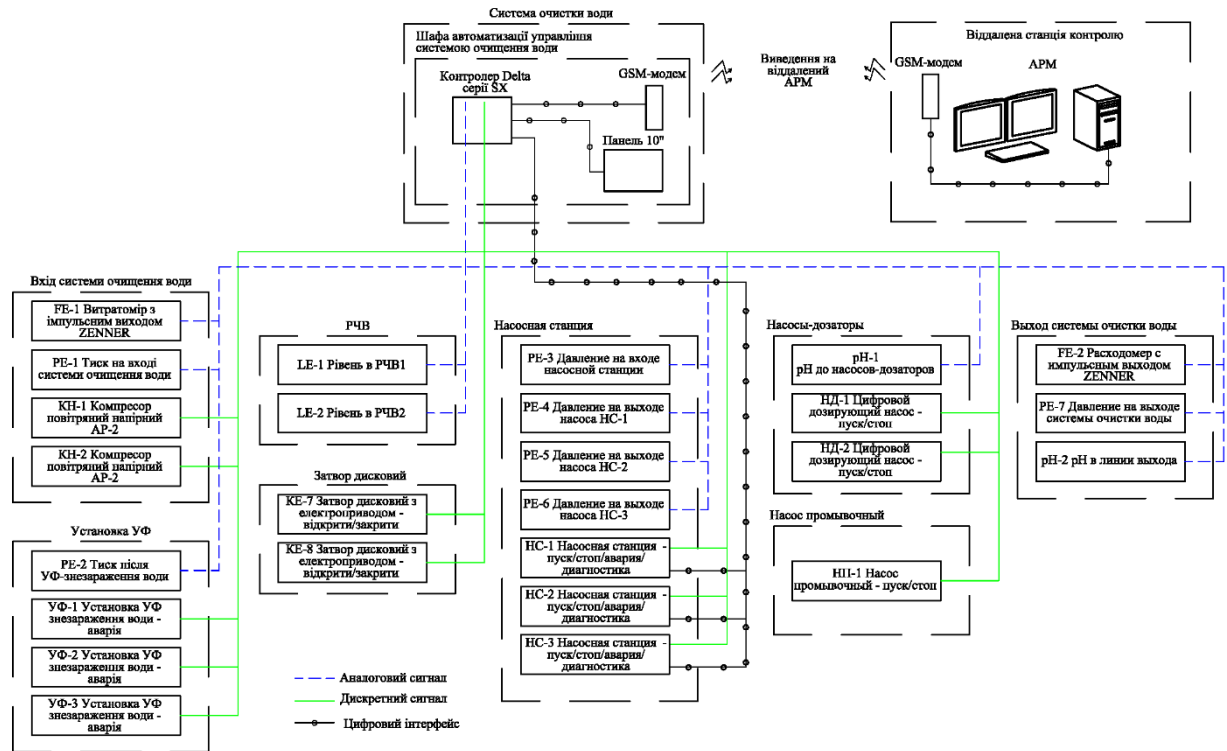 Система очистки води
Шафа автоматизації управління
системою очищення води
Контролер Delta
серії SX
GSM-модем
Панель 10"
Виведення на
віддалений
АРМ
Віддалена станція контролю
GSM-модем
АРМ
Вхід системи очищення води
FE-1 Витратомір з
імпульсним виходом
ZENNER
PE-1 Тиск на вході
системи очищення води
КН-1 Компресор
повітряний напірний
АР-2
КН-2 Компресор
повітряний напірний
АР-2
Установка УФ
PE-2 Тиск після
УФ-знезараження води
УФ-1 Установка УФ
знезараження води -
аварія
УФ-2 Установка УФ
знезараження води -
аварія
УФ-3 Установка УФ
знезараження води -
аварія
РЧВ
LE-1 Рівень в РЧВ1
LE-2 Рівень в РЧВ2
Затвор дисковий
КЕ-7 Затвор дисковий з
електроприводом -
відкрити/закрити
КЕ-8 Затвор дисковий з
електроприводом -
відкрити/закрити
Насосная станция
PE-3 Давление на входе
насосной станции
PE-4 Давление на выходе
насоса НС-1
PE-5 Давление на выходе
насоса НС-2
PE-6 Давление на выходе
насоса НС-3
НС-1 Насосная станция -
пуск/стоп/авария/
диагностика
НС-2 Насосная станция -
пуск/стоп/авария/
диагностика
НС-3 Насосная станция -
пуск/стоп/авария/
диагностика
Насосы-дозаторы
pH-1
pH до насосов-дозаторов
НД-1 Цифровой
дозирующий насос -
пуск/стоп
НД-2 Цифровой
дозирующий насос -
пуск/стоп
Насос промывочный
НП-1 Насос
промывочный - пуск/стоп
Выход системы очистки воды
FE-2 Расходомер с
импульсным выходом
ZENNER
PE-7 Давление на выходе
системы очистки воды
pH-2 pH в линии выхода
Аналоговий сигнал
Дискретний сигнал
Цифровий інтерфейс